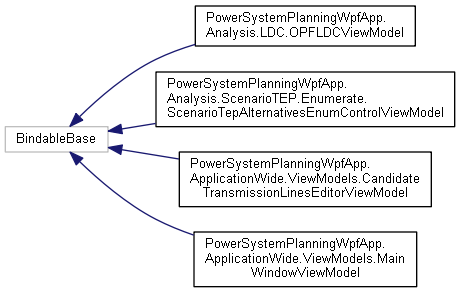 PowerSystemPlanningWpfApp.
Analysis.LDC.OPFLDCViewModel
PowerSystemPlanningWpfApp.
Analysis.ScenarioTEP.Enumerate.
ScenarioTepAlternativesEnumControlViewModel
BindableBase
PowerSystemPlanningWpfApp.
ApplicationWide.ViewModels.Candidate
TransmissionLinesEditorViewModel
PowerSystemPlanningWpfApp.
ApplicationWide.ViewModels.Main
WindowViewModel